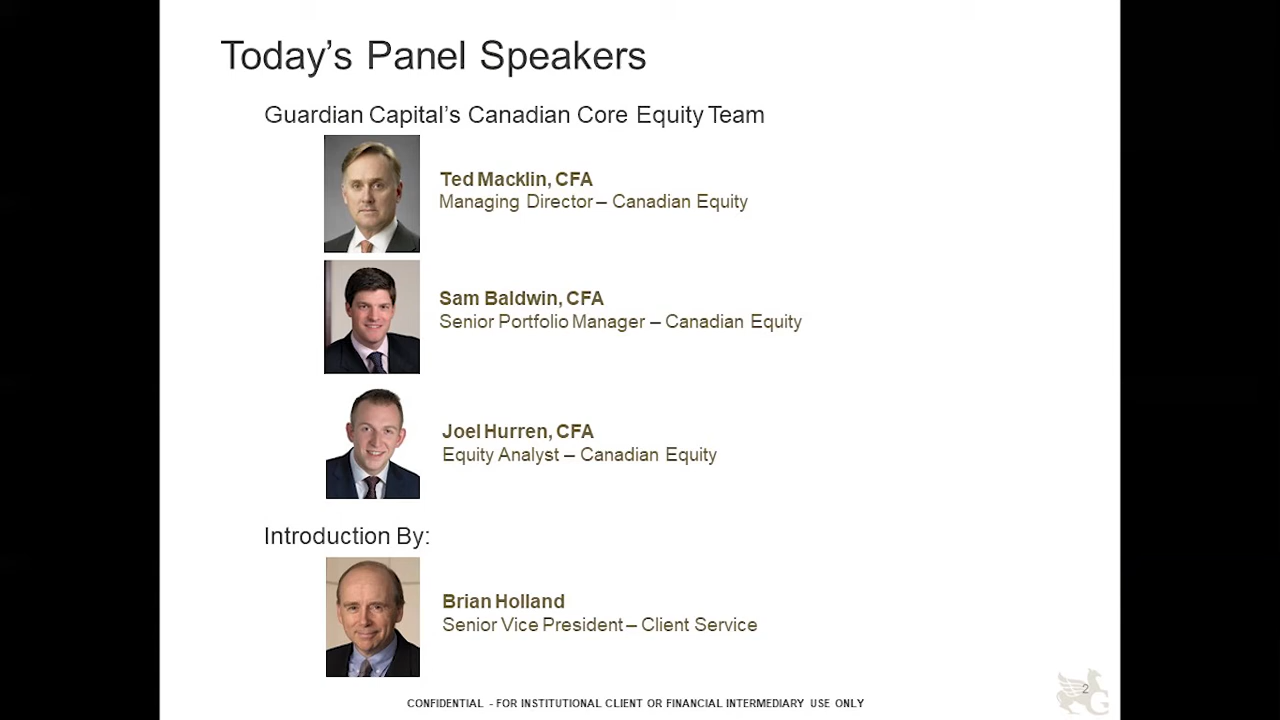 Today’s Panel Speakers
Guardian Capital’s Canadian Core Equity Team
Ted Macklin, CFA
Managing Director – Canadian Equity
Sam Baldwin, CFA
Senior Portfolio Manager – Canadian Equity
Joel Hurren, CFA
Equity Analyst – Canadian Equity
Introduction By:
Brian Holland
Senior Vice President – Client Service
CONFIDENTIAL - FOR INSTITUTIONAL CLIENT OR FINANCIAL INTERMEDIARY USE ONLY
2
G